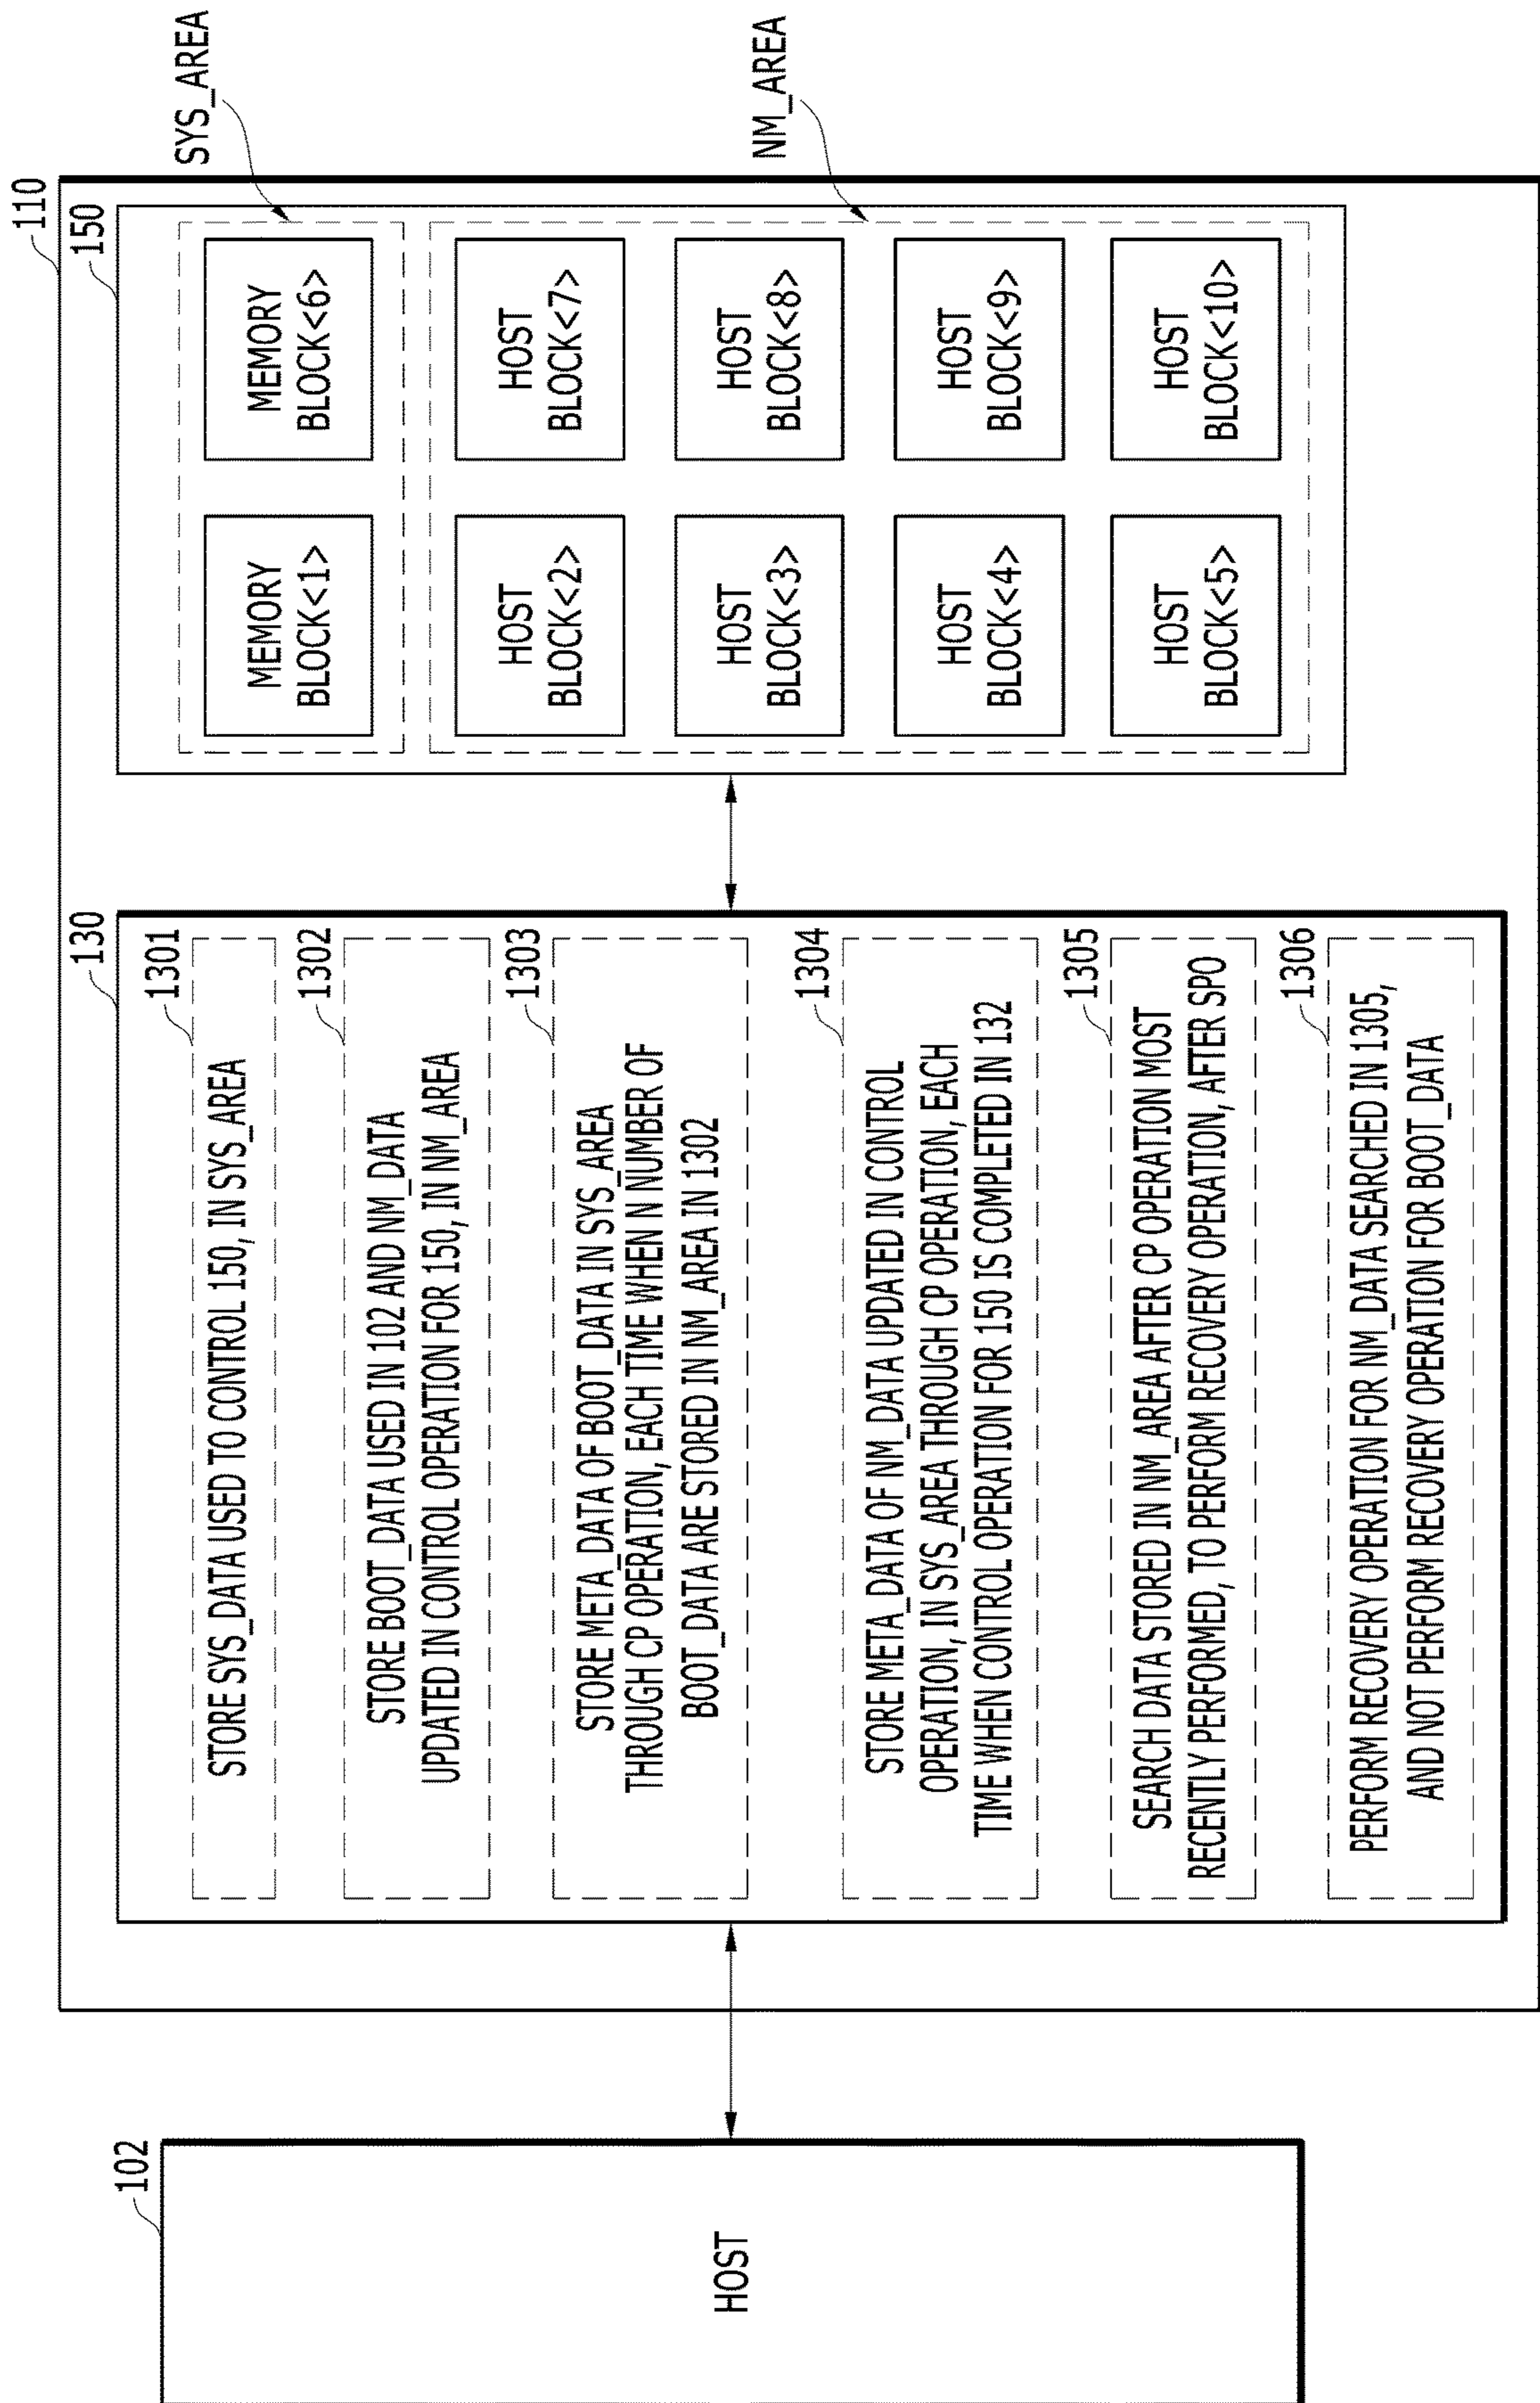 110
102
HOST
130
1301
STORE SYS_DATA USED TO CONTROL 150, IN SYS_AREA
1302
STORE BOOT_DATA USED IN 102 AND NM_DATA
UPDATED IN CONTROL OPERATION FOR 150, IN NM_AREA
1303
STORE META_DATA OF BOOT_DATA IN SYS_AREA
THROUGH CP OPERATION, EACH TIME WHEN N NUMBER OF
BOOT_DATA ARE STORED IN NM_AREA IN 1302
1304
STORE META_DATA OF NM_DATA UPDATED IN CONTROL
OPERATION, IN SYS_AREA THROUGH CP OPERATION, EACH
TIME WHEN CONTROL OPERATION FOR 150 IS COMPLETED IN 132
1305
SEARCH DATA STORED IN NM_AREA AFTER CP OPERATION MOST
RECENTLY PERFORMED, TO PERFORM RECOVERY OPERATION, AFTER SPO
1306
PERFORM RECOVERY OPERATION FOR NM_DATA SEARCHED IN 1305,
AND NOT PERFORM RECOVERY OPERATION FOR BOOT_DATA
150
SYS_AREA
MEMORY
BLOCK<1>
MEMORY
BLOCK<6>
NM_AREA
HOST
BLOCK<2>
HOST
BLOCK<7>
HOST
BLOCK<3>
HOST
BLOCK<8>
HOST
BLOCK<4>
HOST
BLOCK<9>
HOST
BLOCK<5>
HOST
BLOCK<10>